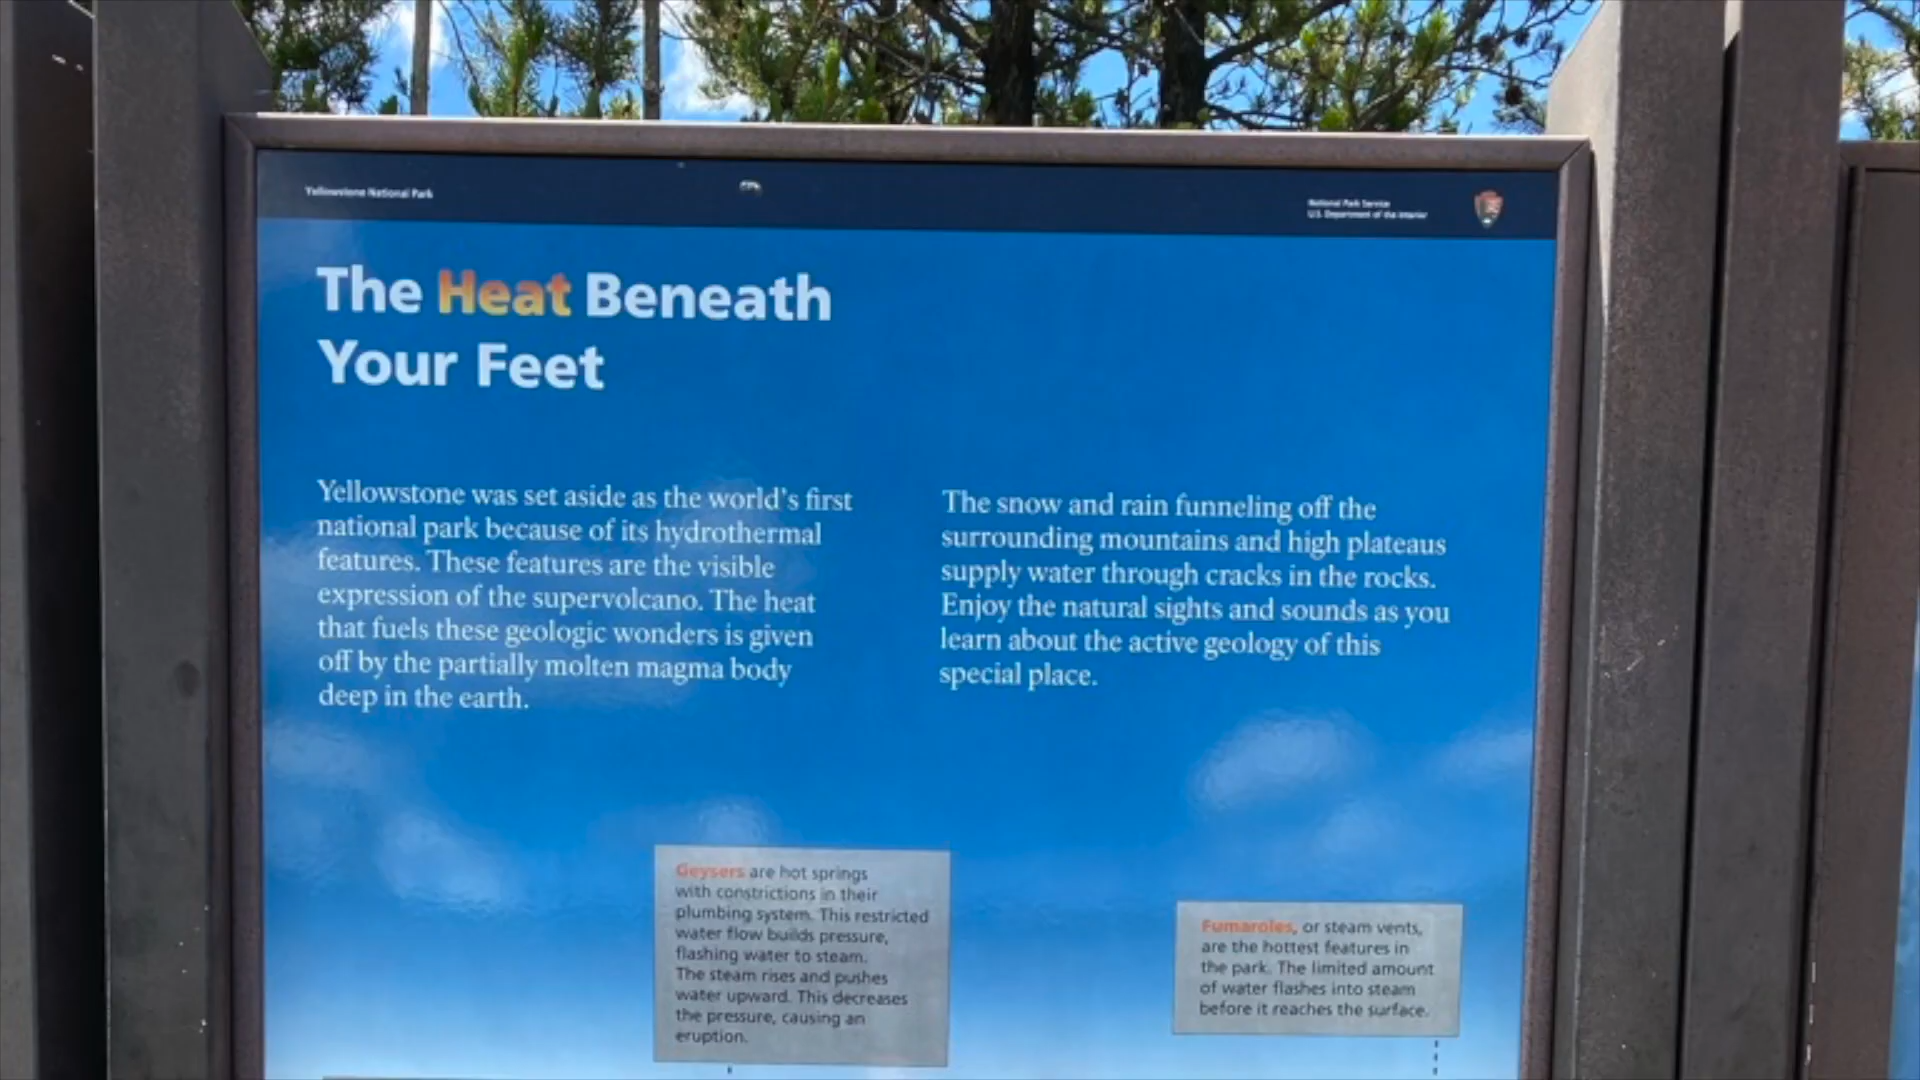 Yellowstone National Park
National Park Service
U.S. Department of the Interior
The Heat Beneath
Your Feet
Yellowstone was set aside as the world's first
national park because of its hydrothermal
features. These features are the visible
expression of the supervolcano. The heat
that fuels these geologic wonders is given
off by the partially molten magma body
deep in the earth.
The snow and rain funneling off the
surrounding mountains and high plateaus
supply water through cracks in the rocks.
Enjoy the natural sights and sounds as you
learn about the active geology of this
special place.
Geysers are hot springs
with constrictions in their
plumbing system. This restricted
water flow builds pressure,
flashing water to steam.
The steam rises and pushes
water upward. This decreases
the pressure, causing an
eruption.
Fumaroles, or steam vents,
are the hottest features in
the park. The limited amount
of water flashes into steam
before it reaches the surface.